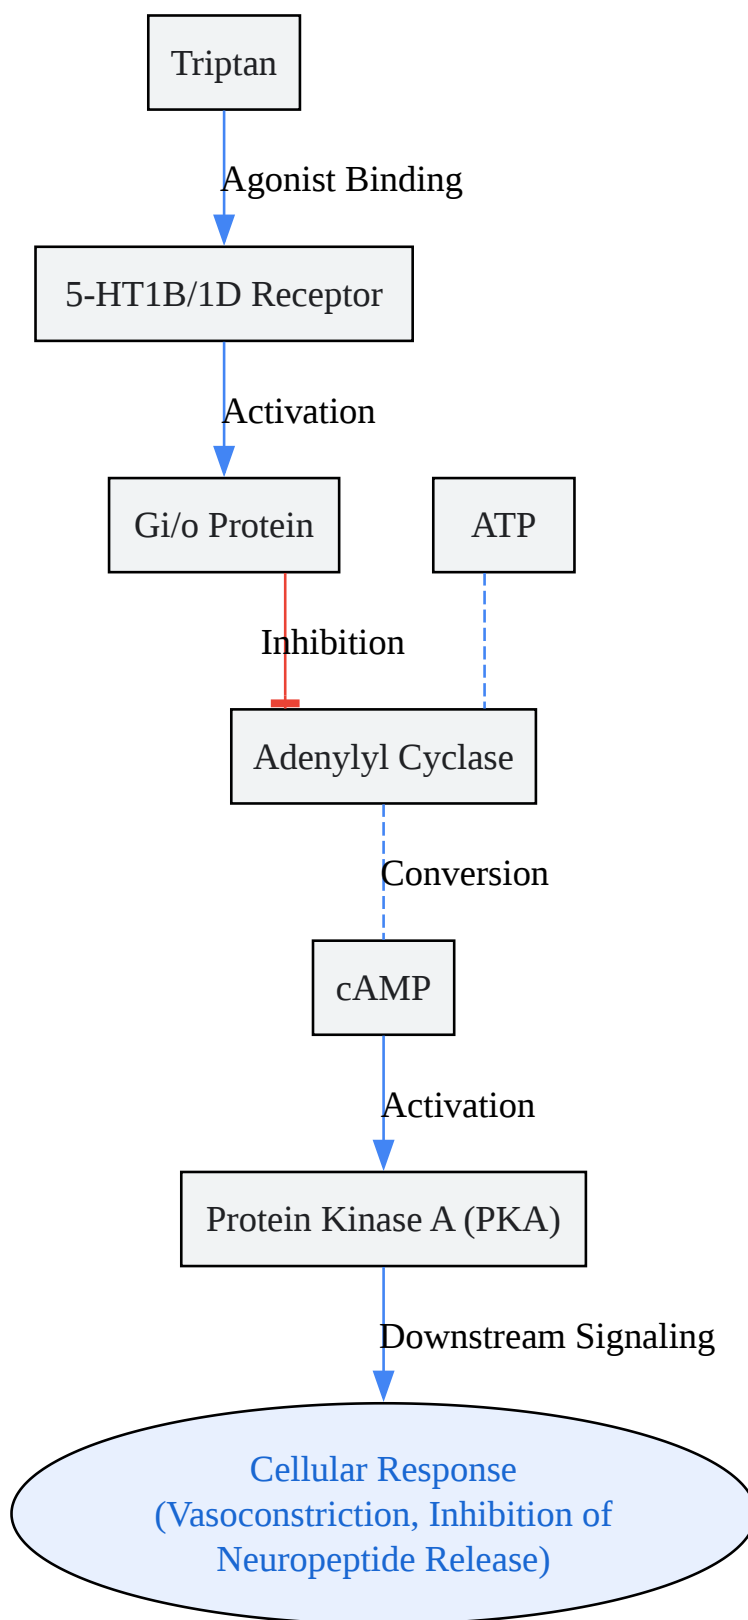 Triptan
Agonist Binding
5-HT1B/1D Receptor
Activation
Gi/o Protein
ATP
Inhibition
Adenylyl Cyclase
Conversion
cAMP
Activation
Protein Kinase A (PKA)
Downstream Signaling
Cellular Response
(Vasoconstriction, Inhibition of
Neuropeptide Release)